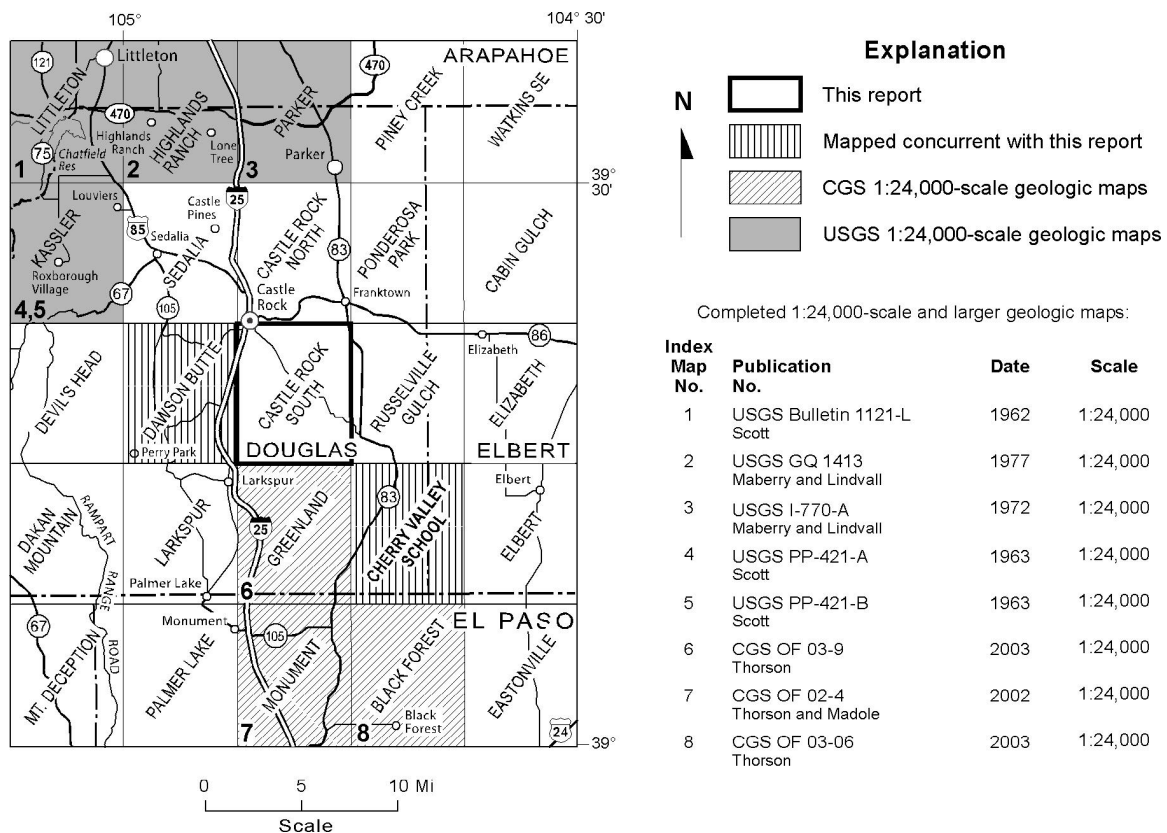 105°
104° 30'
121
Littleton
470
ARAPAHOE
LITTLETON
470
Highlands
Ranch
HIGHLANDS
RANCH
Lone
Tree
PARKER
Parker
PINEY CREEK
WATKINS SE
75
Chatfield
Res
1
2
3
39°
30'
Louviers
85
Sedalia
Castle
Pines
25
KASSLER
Roxborough
Village
SEDALIA
CASTLE ROCK
NORTH
83
PONDEROSA
PARK
CABIN GULCH
Castle
Rock
Franktown
4,5
67
105
86
Elizabeth
DEVIL'S HEAD
DAWSON BUTTE
Perry Park
CASTLE ROCK
SOUTH
RUSSELVILLE
GULCH
ELIZABETH
DOUGLAS
ELBERT
Larkspur
83
Elbert
DAKAN
MOUNTAIN
RAMPART
RANGE
ROAD
LARKSPUR
25
GREENLAND
CHERRY VALLEY
SCHOOL
ELBERT
Palmer Lake
6
67
Monument
105
EL PASO
MT. DECEPTION
PALMER LAKE
MONUMENT
BLACK FOREST
EASTONVILLE
Black
Forest
7
8
24
39°
0 5 10 Mi
Scale
N
Explanation
This report
Mapped concurrent with this report
CGS 1:24,000-scale geologic maps
USGS 1:24,000-scale geologic maps
Completed 1:24,000-scale and larger geologic maps:
Index
Map Publication
No. No. Date Scale
1 USGS Bulletin 1121-L 1962 1:24,000
Scott
2 USGS GQ 1413 1977 1:24,000
Maberry and Lindvall
3 USGS I-770-A 1972 1:24,000
Maberry and Lindvall
4 USGS PP-421-A 1963 1:24,000
Scott
5 USGS PP-421-B 1963 1:24,000
Scott
6 CGS OF 03-9 2003 1:24,000
Thorson
7 CGS OF 02-4 2002 1:24,000
Thorson and Madole
8 CGS OF 03-06 2003 1:24,000
Thorson